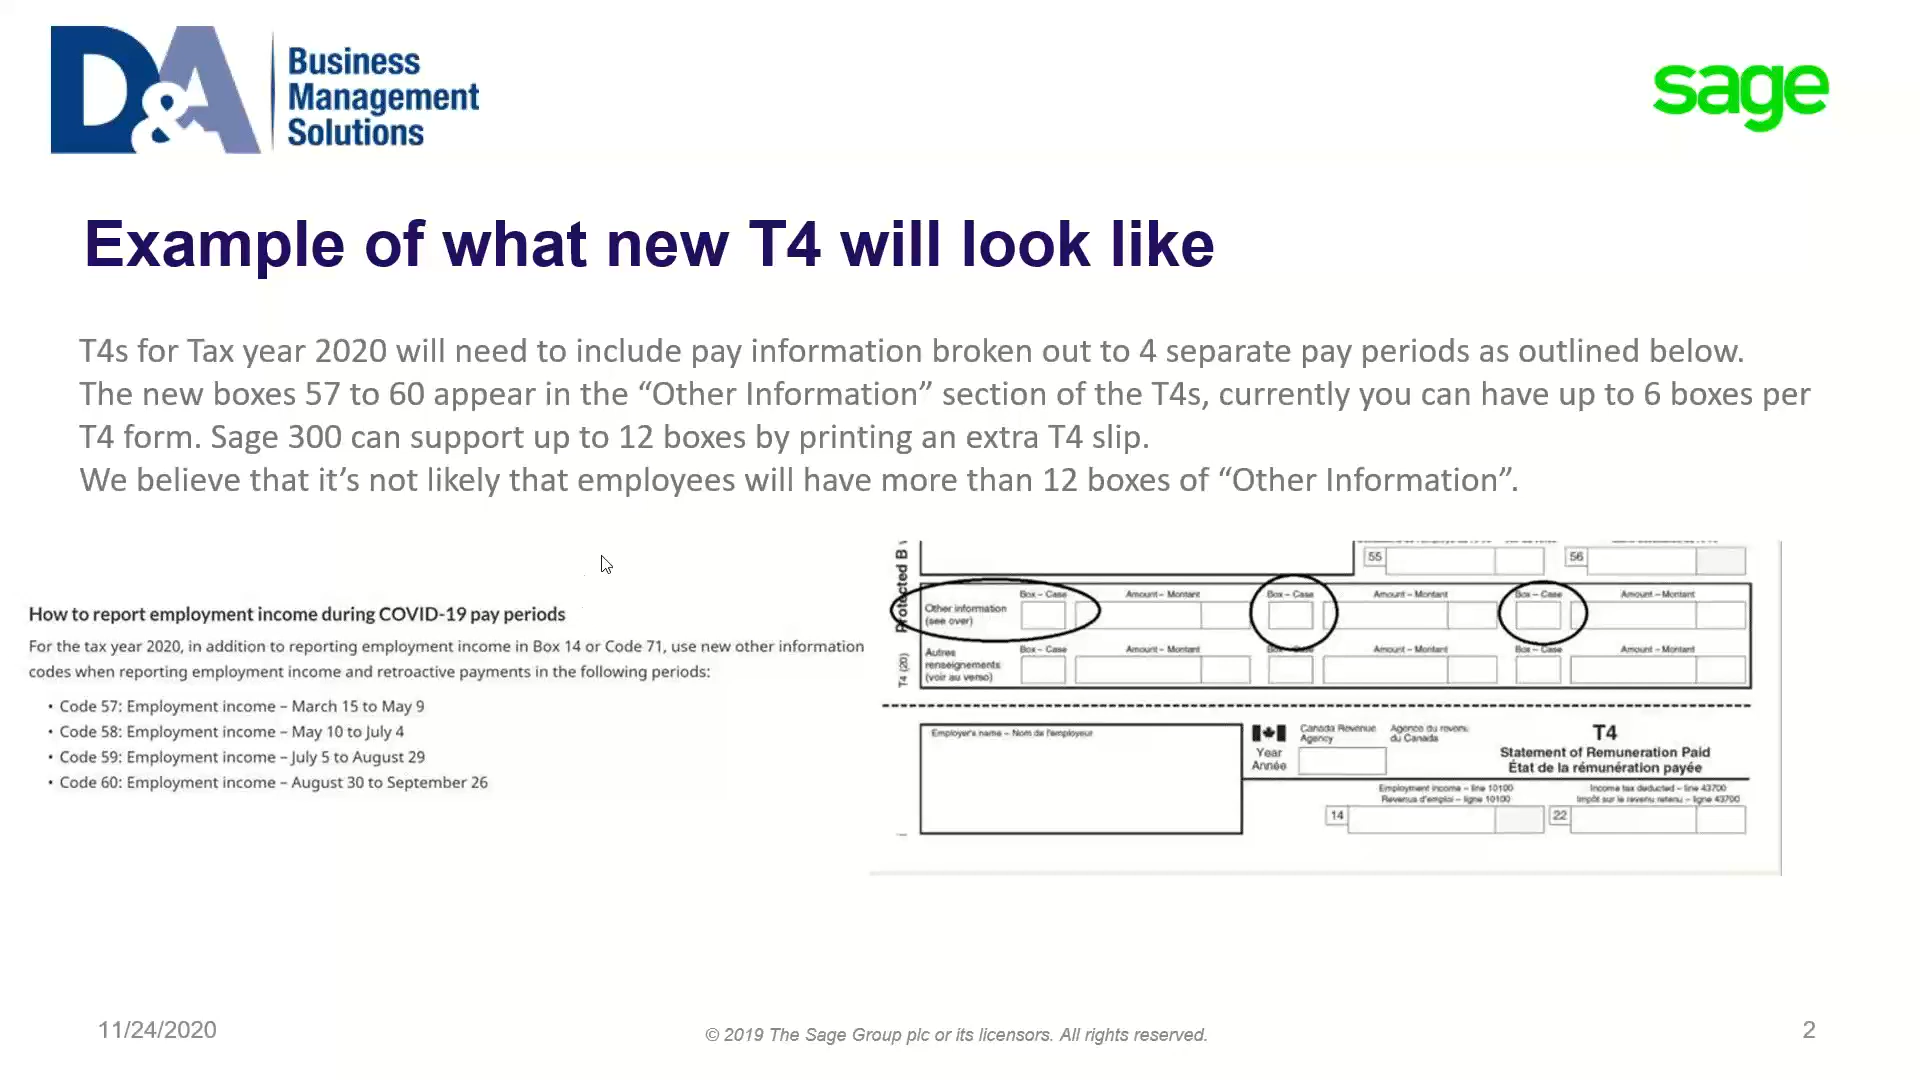 D&A
Business
Management
Solutions
sage
Example of what new T4 will look like
T4s for Tax year 2020 will need to include pay information broken out to 4 separate pay periods as outlined below.
The new boxes 57 to 60 appear in the “Other Information” section of the T4s, currently you can have up to 6 boxes per
T4 form. Sage 300 can support up to 12 boxes by printing an extra T4 slip.
We believe that it’s not likely that employees will have more than 12 boxes of “Other Information”.
How to report employment income during COVID-19 pay periods
For the tax year 2020, in addition to reporting employment income in Box 14 or Code 71, use new other information
codes when reporting employment income and retroactive payments in the following periods:
• Code 57: Employment income – March 15 to May 9
• Code 58: Employment income – May 10 to July 4
• Code 59: Employment income – July 5 to August 29
• Code 60: Employment income – August 30 to September 26
Protected B
55
56
Box – Case
Amount – Montant
Box – Case
Amount – Montant
Box – Case
Amount – Montant
Other information
(see over)
Autres
renseignements
(voir au verso)
Box – Case
Amount – Montant
Box – Case
Amount – Montant
Box – Case
Amount – Montant
T4 (20)
Employer's name – Nom de l'employeur
Canada Revenue
Agency
Agence du revenu
du Canada
Year
Année
T4
Statement of Remuneration Paid
État de la rémunération payée
Employment income – line 10100
Revenus d'emploi – ligne 10100
Income tax deducted – line 43700
Impôt sur le revenu retenu – ligne 43700
14
22
11/24/2020
© 2019 The Sage Group plc or its licensors. All rights reserved.
2